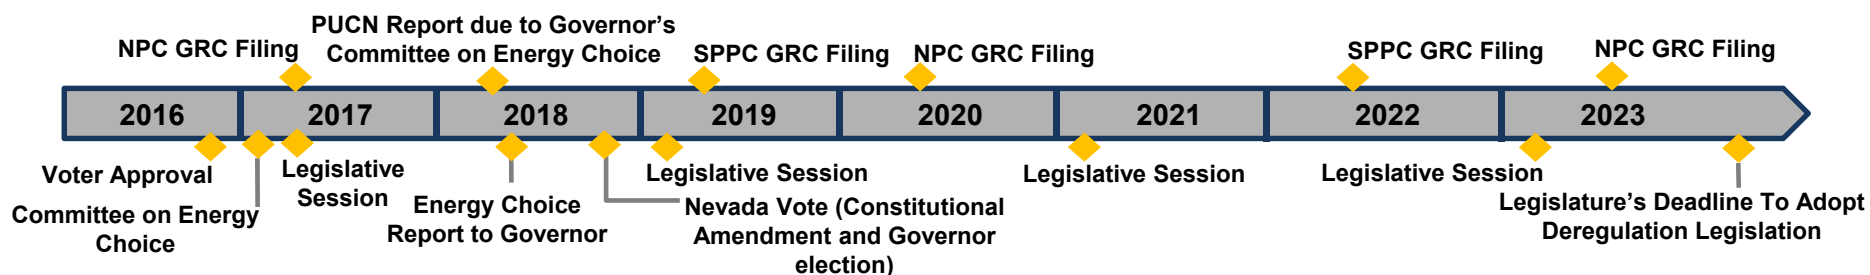 NPC GRC Filing
PUCN Report due to Governor's
Committee on Energy Choice
SPPC GRC Filing
NPC GRC Filing
SPPC GRC Filing
NPC GRC Filing
2016
2017
2018
2019
2020
2021
2022
2023
Voter Approval
Committee on Energy
Choice
Legislative
Session
Energy Choice
Report to Governor
Nevada Vote (Constitutional
Amendment and Governor
election)
Legislative Session
Legislative Session
Legislative Session
Legislature's Deadline To Adopt
Deregulation Legislation